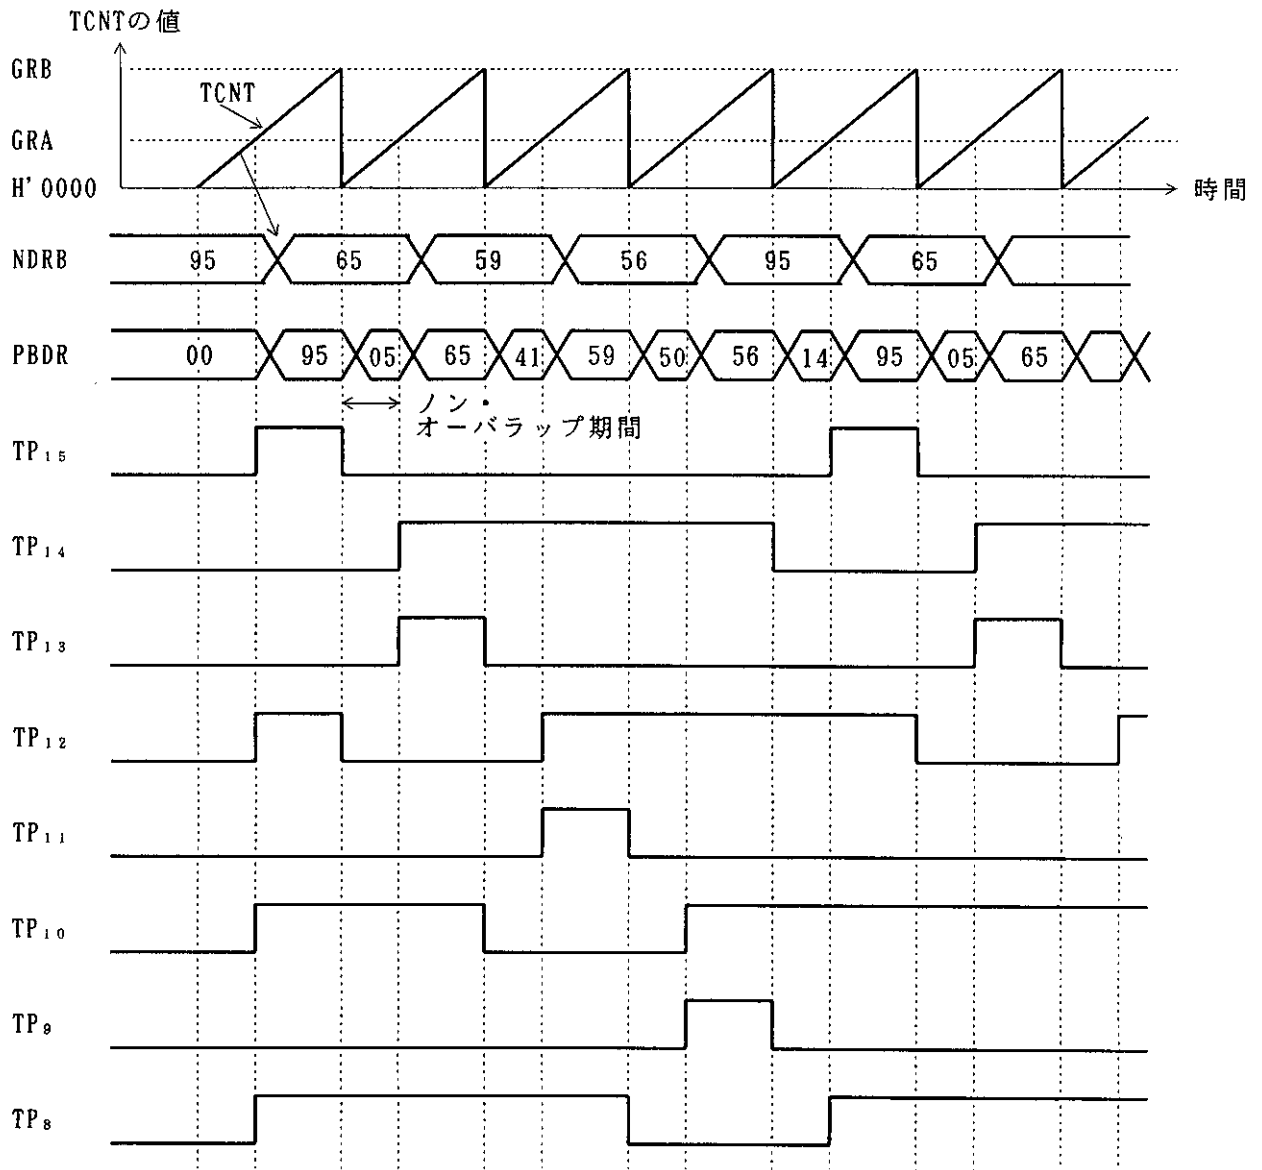 TCNTの値
GRB
TCNT
GRA
H'0000
時間
NDRB 95 65 59 56 95 65
PBDR 00 95 05 65 41 59 50 56 14 95 05 65
ノン・
オーバラップ期間
TP₁₅
TP₁₄
TP₁₃
TP₁₂
TP₁₁
TP₁₀
TP₉
TP₈